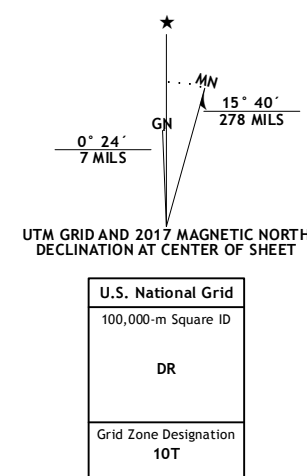 ★
MN
GN
15° 40´
278 MILS
0° 24´
7 MILS
UTM GRID AND 2017 MAGNETIC NORTH
DECLINATION AT CENTER OF SHEET
U.S. National Grid
100,000-m Square ID
DR
Grid Zone Designation
10T